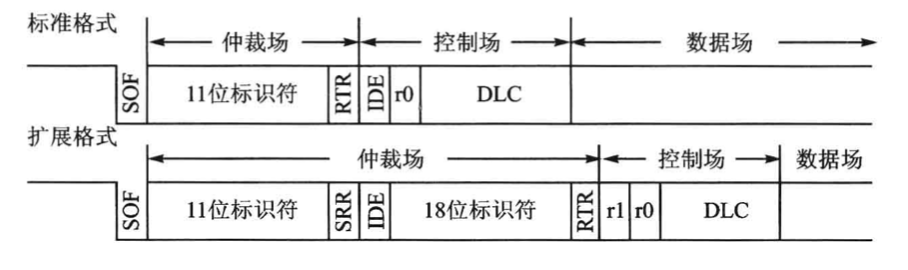 标准格式
仲裁场 控制场 数据场
SOF 11位标识符 RTR IDE r0 DLC
扩展格式
仲裁场 控制场 数据场
SOF 11位标识符 SRR IDE 18位标识符 RTR r1 r0 DLC